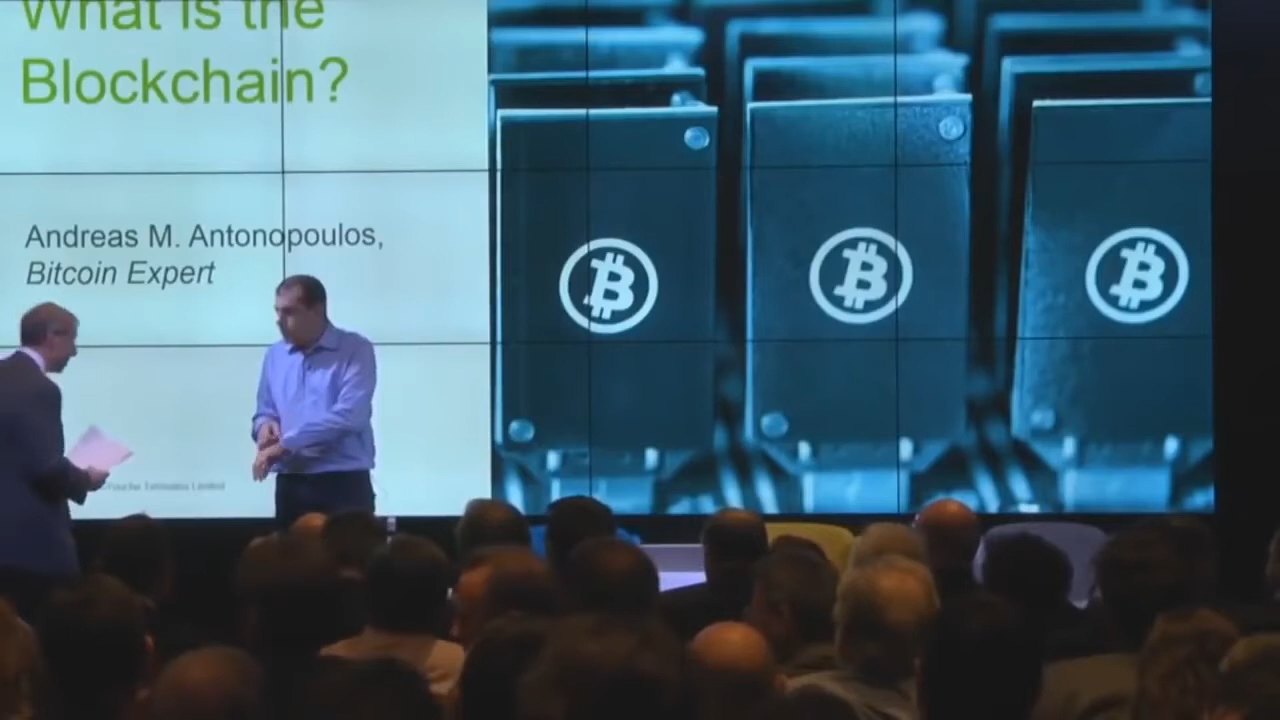 What is the
Blockchain?
Andreas M. Antonopoulos,
Bitcoin Expert